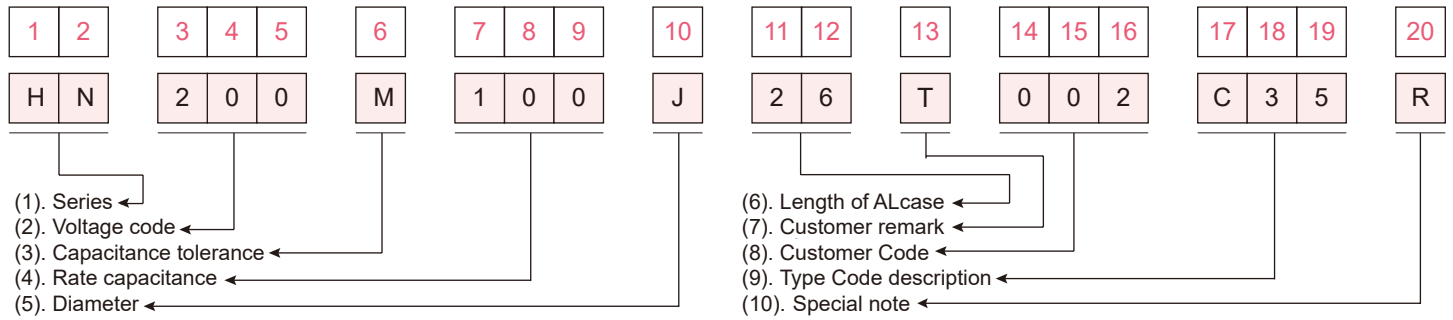 1 2 3 4 5 6 7 8 9 10 11 12 13 14 15 16 17 18 19 20
H N 2 0 0 M 1 0 0 J 2 6 T 0 0 2 C 3 5 R
(1). Series
(2). Voltage code
(3). Capacitance tolerance
(4). Rate capacitance
(5). Diameter
(6). Length of ALcase
(7). Customer remark
(8). Customer Code
(9). Type Code description
(10). Special note